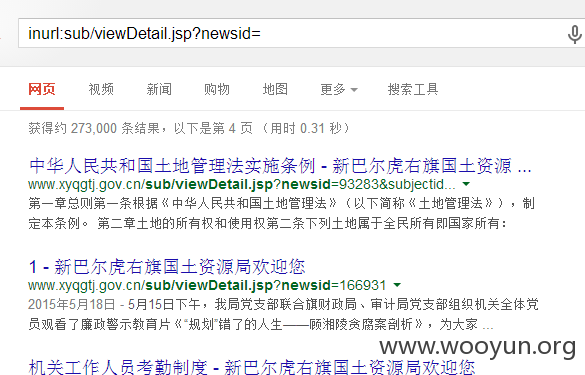 inurl:sub/viewDetail.jsp?newsid=
网页 视频 新闻 购物 地图 更多 搜索工具
获得约 273,000 条结果，以下是第 4 页 （用时 0.31 秒）
中华人民共和国土地管理法实施条例 - 新巴尔虎右旗国土资源 ...
www.xyqgtj.gov.cn/sub/viewDetail.jsp?newsid=93283&subjectid...
第一章总则第一条根据《中华人民共和国土地管理法》（以下简称《土地管理法》），制
定本条例。 第二章土地的所有权和使用权第二条下列土地属于全民所有即国家所有：
1 - 新巴尔虎右旗国土资源局欢迎您
www.xyqgtj.gov.cn/sub/viewDetail.jsp?newsid=166931
2015年5月18日 - 5月15日下午，我局党支部联合旗财政局、审计局党支部组织机关全体党
员观看了廉政警示教育片《“规划”错了的人生——顾湘陵贪腐案剖析》，为大家 ...
www.wooyun.org
机关工作人员考勤制度 - 新巴尔虎右旗国土资源局欢迎您